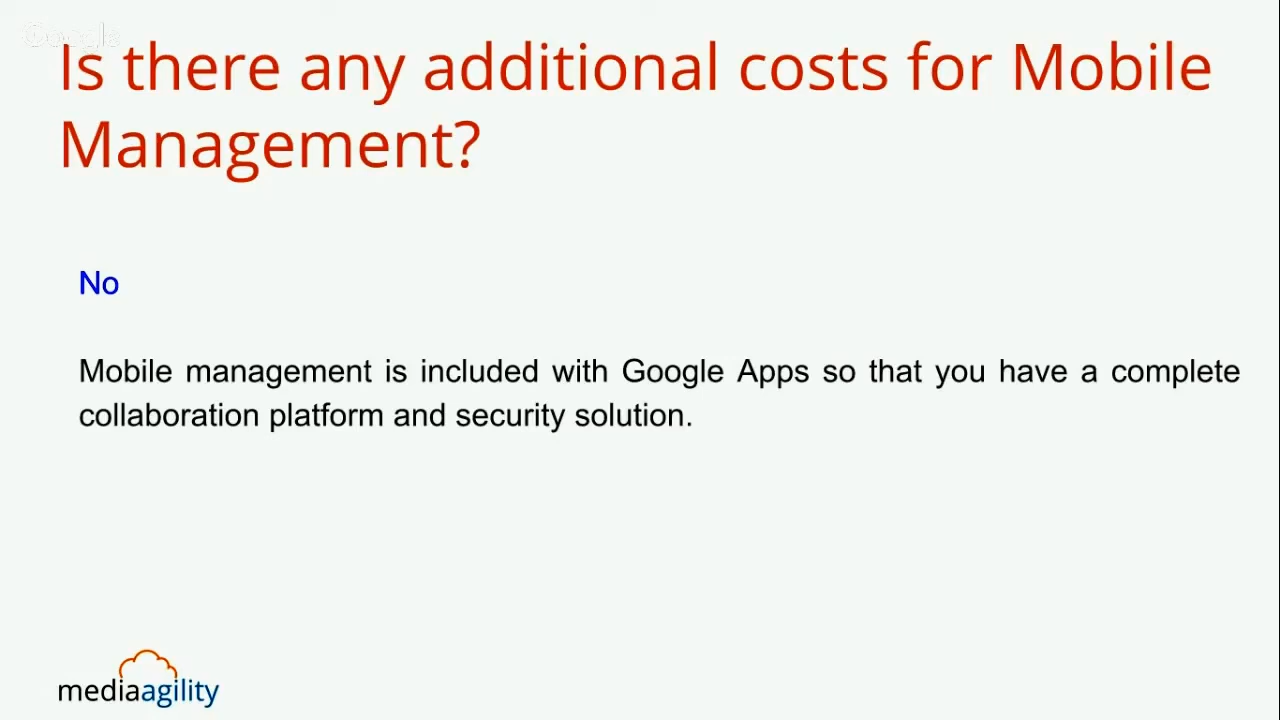 Google
Is there any additional costs for Mobile
Management?
No
Mobile management is included with Google Apps so that you have a complete
collaboration platform and security solution.
mediaagility